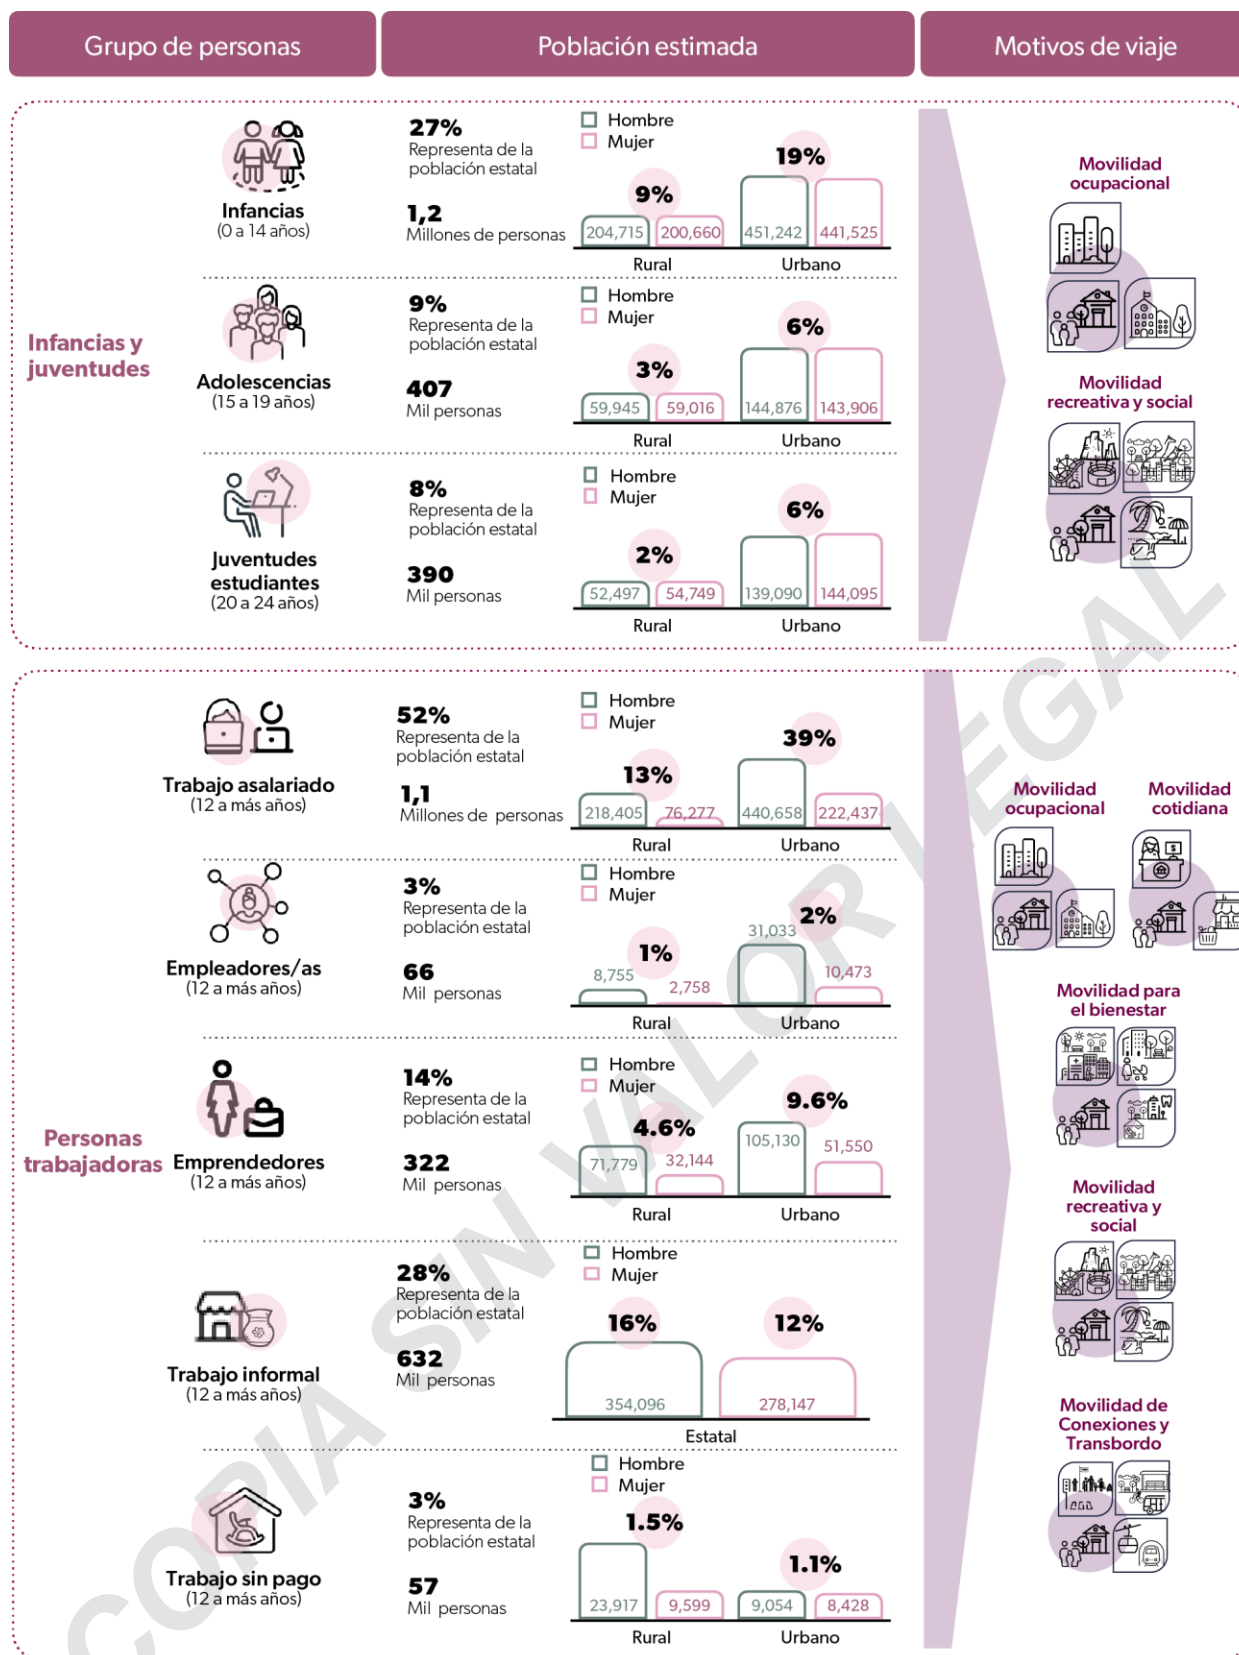 Grupo de personas
Población estimada
Motivos de viaje
Infancias y
juventudes
Infancias
(0 a 14 años)
27%
Representa de la
población estatal
1,2
Millones de personas
Hombre
Mujer
9%
19%
204,715
200,660
451,242
441,525
Rural
Urbano
Adolescencias
(15 a 19 años)
9%
Representa de la
población estatal
407
Mil personas
Hombre
Mujer
3%
6%
59,945
59,016
144,876
143,906
Rural
Urbano
Juventudes
estudiantes
(20 a 24 años)
8%
Representa de la
población estatal
390
Mil personas
Hombre
Mujer
2%
6%
52,497
54,749
139,090
144,095
Rural
Urbano
Movilidad
ocupacional
Movilidad
recreativa y social
Personas
trabajadoras
Trabajo asalariado
(12 a más años)
52%
Representa de la
población estatal
1,1
Millones de personas
Hombre
Mujer
13%
39%
218,405
76,277
440,658
222,437
Rural
Urbano
Empleadores/as
(12 a más años)
3%
Representa de la
población estatal
66
Mil personas
Hombre
Mujer
1%
2%
8,755
2,758
31,033
10,473
Rural
Urbano
Emprendedores
(12 a más años)
14%
Representa de la
población estatal
322
Mil personas
Hombre
Mujer
4.6%
9.6%
71,779
32,144
105,130
51,550
Rural
Urbano
Trabajo informal
(12 a más años)
28%
Representa de la
población estatal
632
Mil personas
Hombre
Mujer
16%
12%
354,096
278,147
Estatal
Trabajo sin pago
(12 a más años)
3%
Representa de la
población estatal
57
Mil personas
Hombre
Mujer
1.5%
1.1%
23,917
9,599
9,054
8,428
Rural
Urbano
Movilidad
ocupacional
Movilidad
cotidiana
Movilidad para
el bienestar
Movilidad
recreativa y
social
Movilidad de
Conexiones y
Transbordo
COPIA SIN VALOR LEGAL